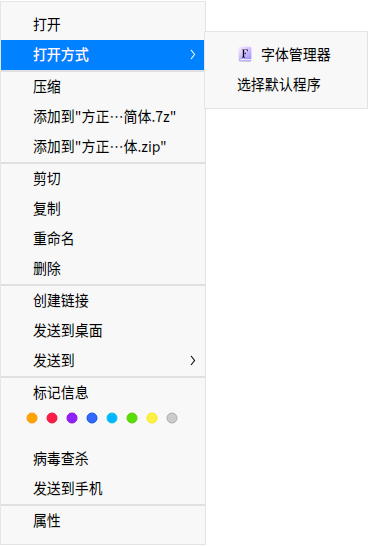 打开
打开方式
F 字体管理器
选择默认程序
压缩
添加到"方正···简体.7z"
添加到"方正···体.zip"
剪切
复制
重命名
删除
创建链接
发送到桌面
发送到
标记信息
病毒查杀
发送到手机
属性